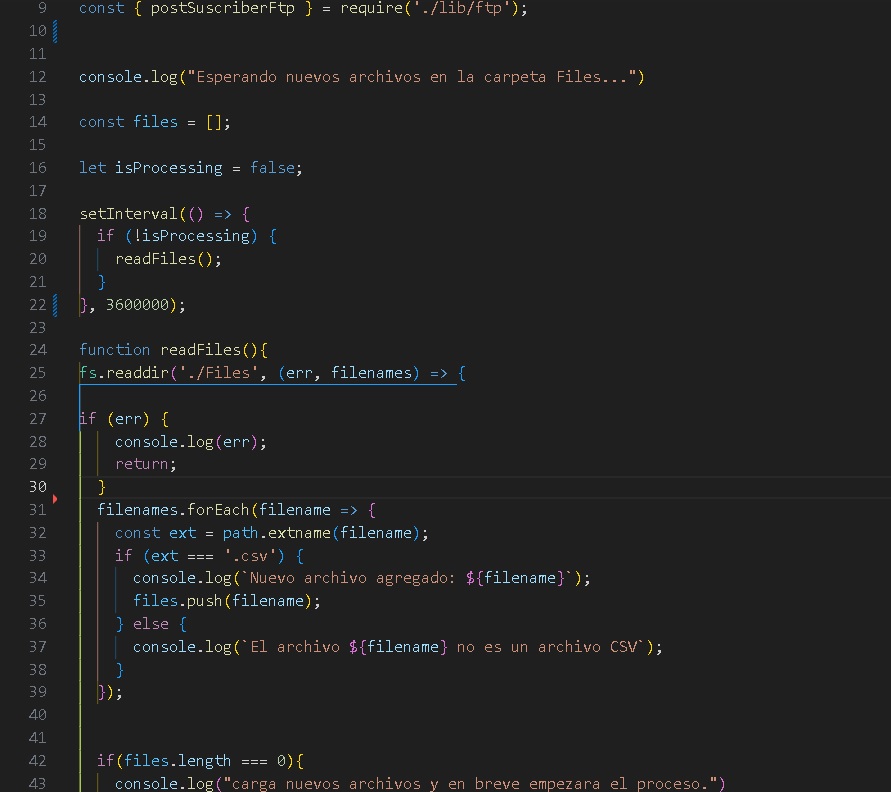 9 const { postSuscriberFtp } = require('./lib/ftp');
10
11
12 console.log("Esperando nuevos archivos en la carpeta Files...")
13
14 const files = [];
15
16 let isProcessing = false;
17
18 setInterval(() => {
19 if (!isProcessing) {
20 readFiles();
21 }
22 }, 3600000);
23
24 function readFiles(){
25 fs.readdir('./Files', (err, filenames) => {
26
27 if (err) {
28 console.log(err);
29 return;
30 }
31 filenames.forEach(filename => {
32 const ext = path.extname(filename);
33 if (ext === '.csv') {
34 console.log(`Nuevo archivo agregado: ${filename}`);
35 files.push(filename);
36 } else {
37 console.log(`El archivo ${filename} no es un archivo CSV`);
38 }
39 });
40
41
42 if(files.length === 0){
43 console.log("carga nuevos archivos y en breve empezara el proceso.")